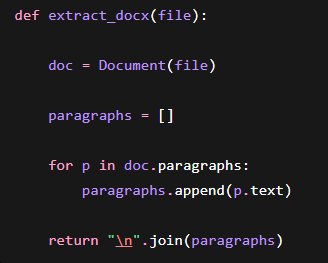 def extract_docx(file):
    doc = Document(file)
    paragraphs = []
    for p in doc.paragraphs:
        paragraphs.append(p.text)
    return "\n".join(paragraphs)